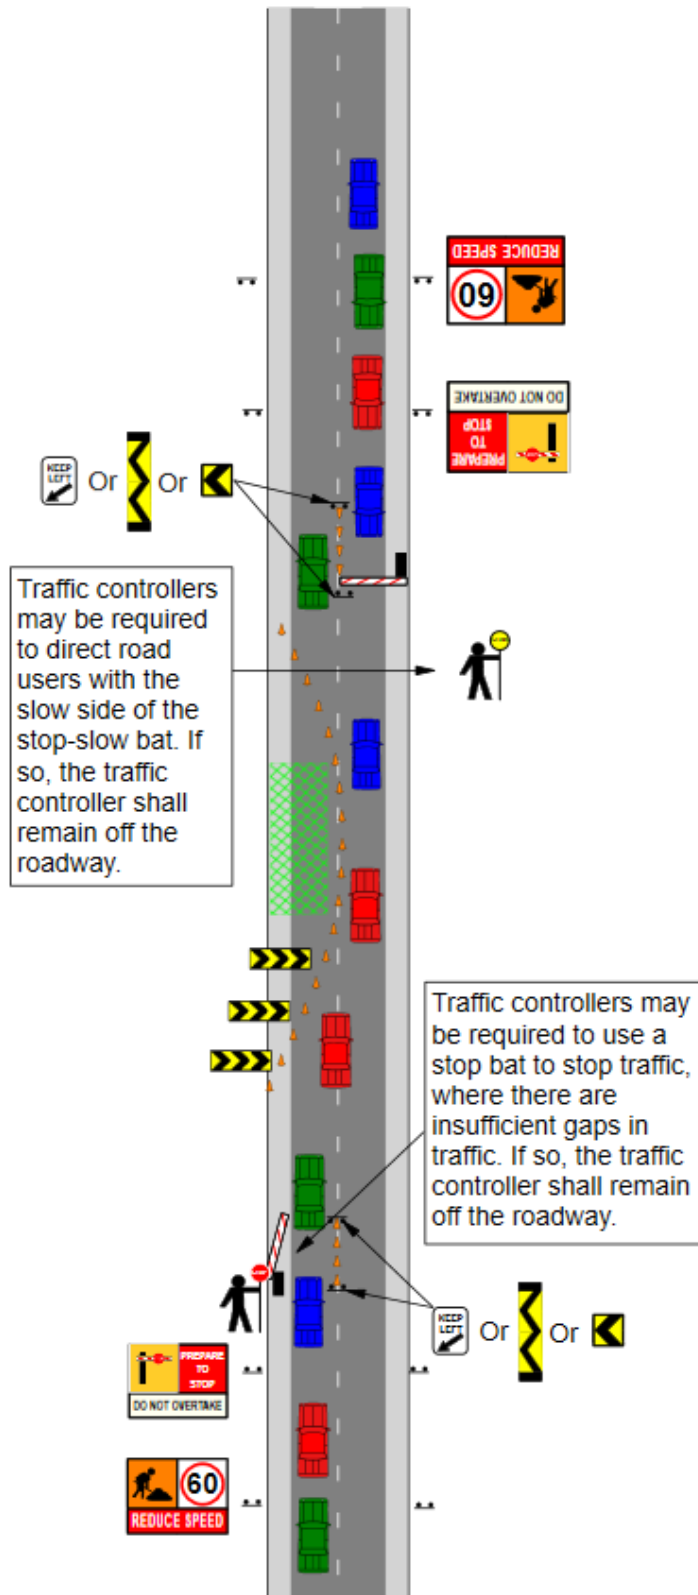 REDUCE SPEED
60
DO NOT OVERTAKE
PREPARE
TO
STOP
KEEP
LEFT
Or
Or
Traffic controllers
may be required
to direct road
users with the
slow side of the
stop-slow bat. If
so, the traffic
controller shall
remain off the
roadway.
Traffic controllers may
be required to use a
stop bat to stop traffic,
where there are
insufficient gaps in
traffic. If so, the traffic
controller shall remain
off the roadway.
KEEP
LEFT
Or
Or
PREPARE
TO
STOP
DO NOT OVERTAKE
60
REDUCE SPEED